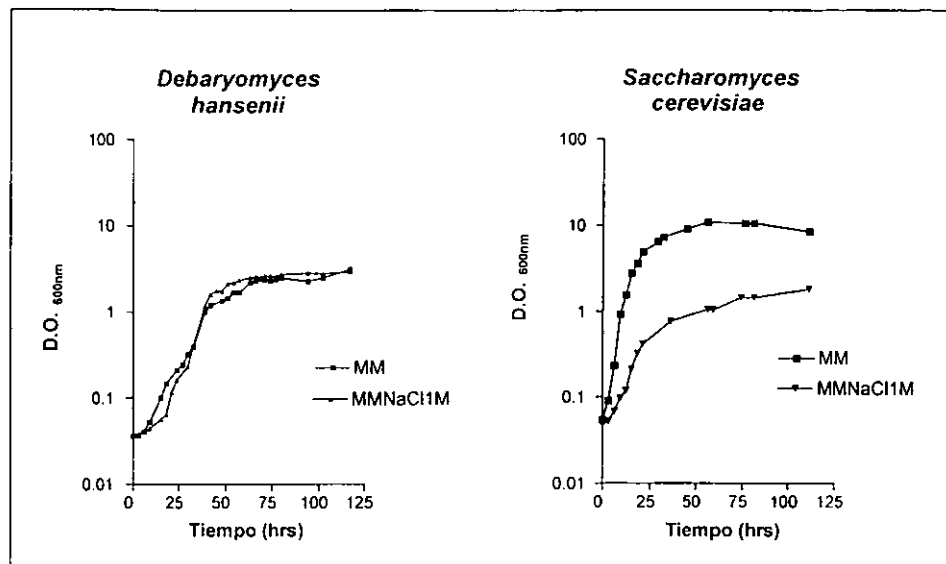 Debaryomyces
hansenii
100
10
1
0.1
0.01
D.O. 600nm
0
25
50
75
100
125
Tiempo (hrs)
MM
MMNaCl1M
Saccharomyces
cerevisiae
100
10
1
0.1
0.01
D.O. 600nm
0
25
50
75
100
125
Tiempo (hrs)
MM
MMNaCl1M